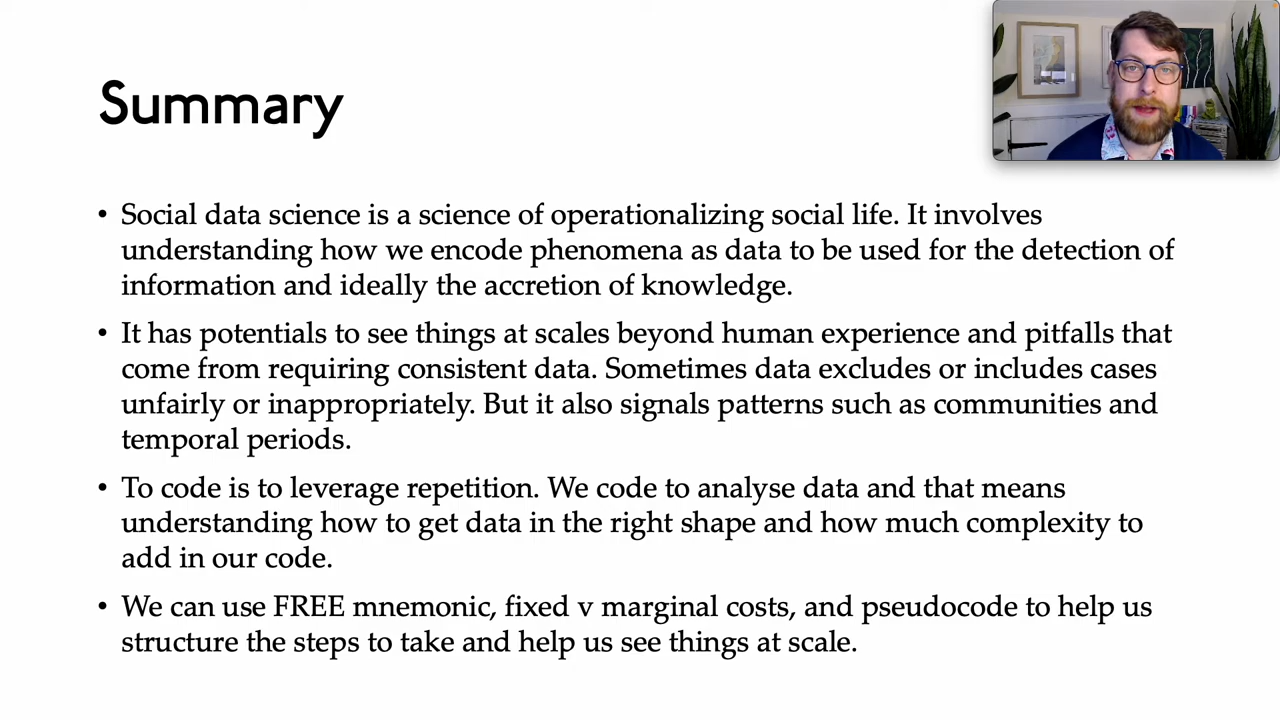 Summary
• Social data science is a science of operationalizing social life. It involves
understanding how we encode phenomena as data to be used for the detection of
information and ideally the accretion of knowledge.
• It has potentials to see things at scales beyond human experience and pitfalls that
come from requiring consistent data. Sometimes data excludes or includes cases
unfairly or inappropriately. But it also signals patterns such as communities and
temporal periods.
• To code is to leverage repetition. We code to analyse data and that means
understanding how to get data in the right shape and how much complexity to
add in our code.
• We can use FREE mnemonic, fixed v marginal costs, and pseudocode to help us
structure the steps to take and help us see things at scale.